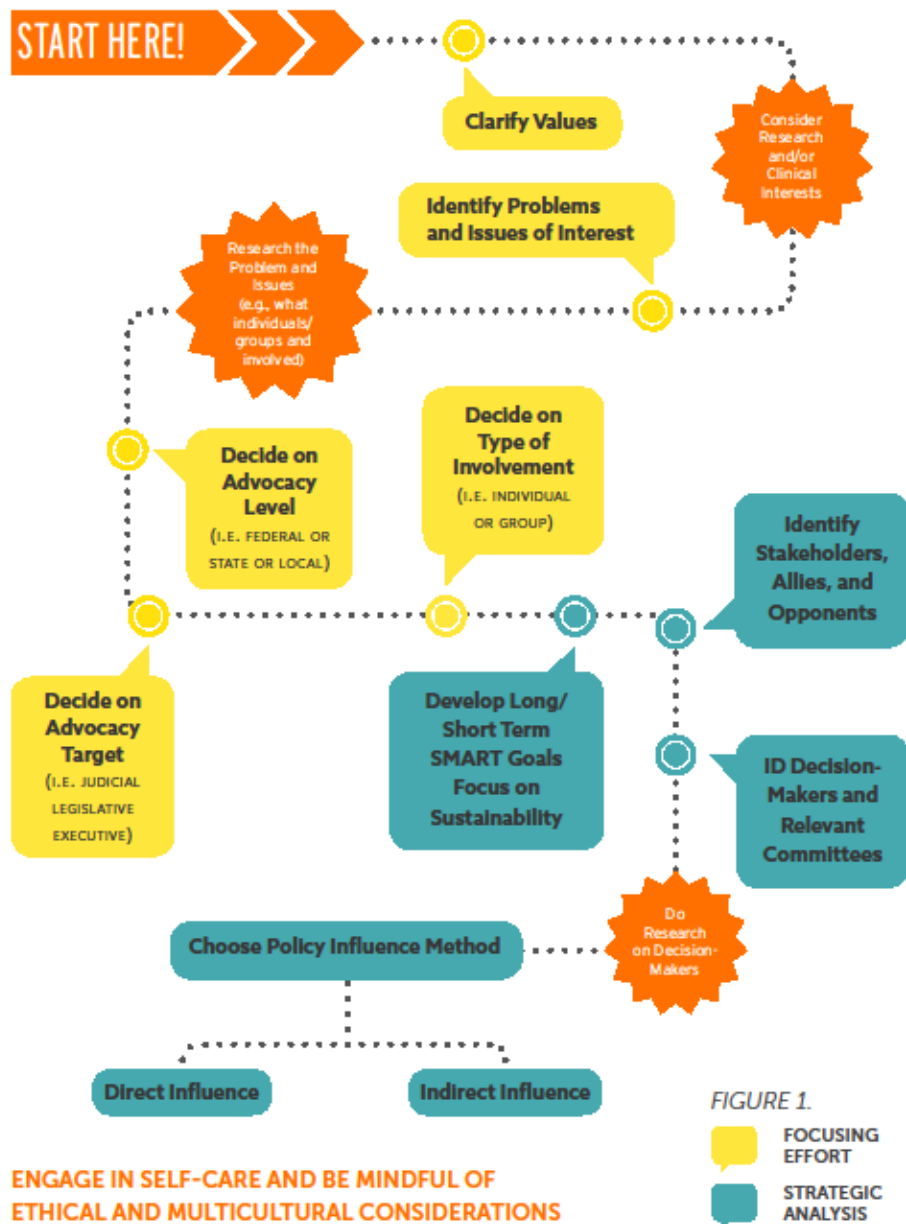 START HERE!
Clarify Values
Consider
Research
and/or
Clinical
Interests
Identify Problems
and Issues of Interest
Research the
Problem and
Issues
(e.g., what
individuals/
groups and
involved)
Decide on
Advocacy
Level
(I.E. FEDERAL OR
STATE OR LOCAL)
Decide on
Advocacy
Target
(I.E. JUDICIAL
LEGISLATIVE
EXECUTIVE)
Decide on
Type of
Involvement
(I.E. INDIVIDUAL
OR GROUP)
Develop Long/
Short Term
SMART Goals
Focus on
Sustainability
Identify
Stakeholders,
Allies, and
Opponents
ID Decision-
Makers and
Relevant
Committees
Do
Research
on Decision-
Makers
Choose Policy Influence Method
Direct Influence
Indirect Influence
FIGURE 1.
FOCUSING
EFFORT
STRATEGIC
ANALYSIS
ENGAGE IN SELF-CARE AND BE MINDFUL OF
ETHICAL AND MULTICULTURAL CONSIDERATIONS